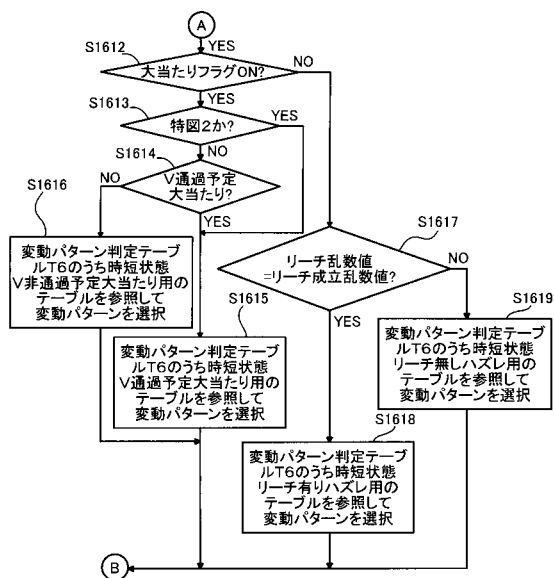 A
YES
S1612
大当たりフラグON?
NO
YES
S1613
特図2か?
YES
S1614
NO
V通過予定
大当たり?
NO
YES
S1616
変動パターン判定テーブ
ルT6のうち時短状態
V非通過予定大当たり用の
テーブルを参照して
変動パターンを選択
S1617
リーチ乱数値
=リーチ成立乱数値?
NO
YES
S1615
変動パターン判定テーブ
ルT6のうち時短状態
V通過予定大当たり用の
テーブルを参照して
変動パターンを選択
S1619
変動パターン判定テーブ
ルT6のうち時短状態
リーチ無しハズレ用の
テーブルを参照して
変動パターンを選択
S1618
変動パターン判定テーブ
ルT6のうち時短状態
リーチ有りハズレ用の
テーブルを参照して
変動パターンを選択
B